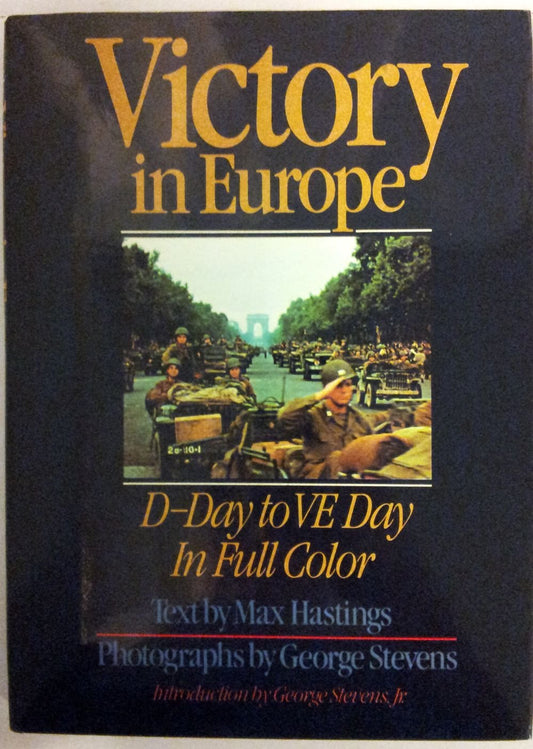 Victory
in Europe
D-Day to VE Day
In Full Color
Text by Max Hastings
Photographs by George Stevens
Introduction by George Stevens, Jr.